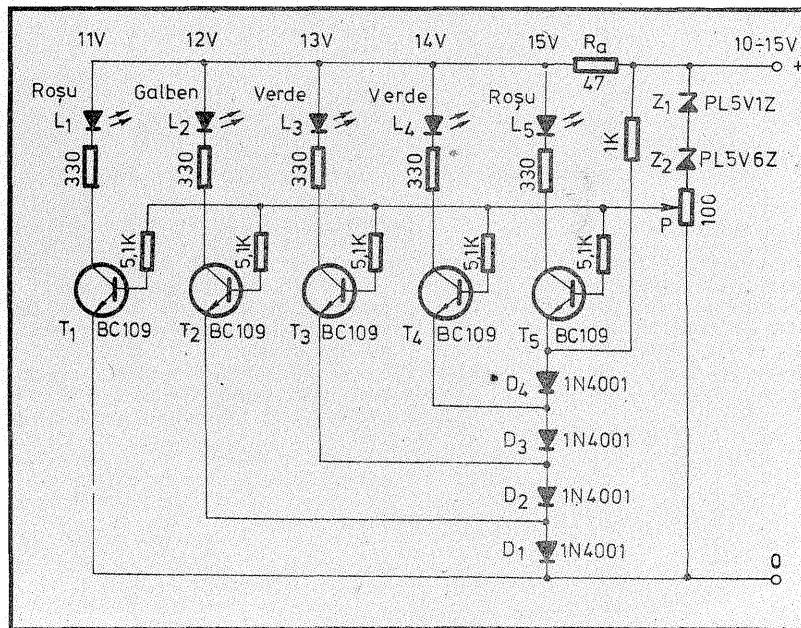 11V 12V 13V 14V 15V Ra 10÷15V +
47
Roșu Galben Verde Verde Roșu
L1 L2 L3 L4 L5
Z1 PL5V1Z
1K
330 330 330 330 330
Z2 PL5V6Z
P 100
5,1K 5,1K 5,1K 5,1K 5,1K
T1 BC109 T2 BC109 T3 BC109 T4 BC109 T5 BC109
D4 1N4001
D3 1N4001
D2 1N4001
D1 1N4001
0